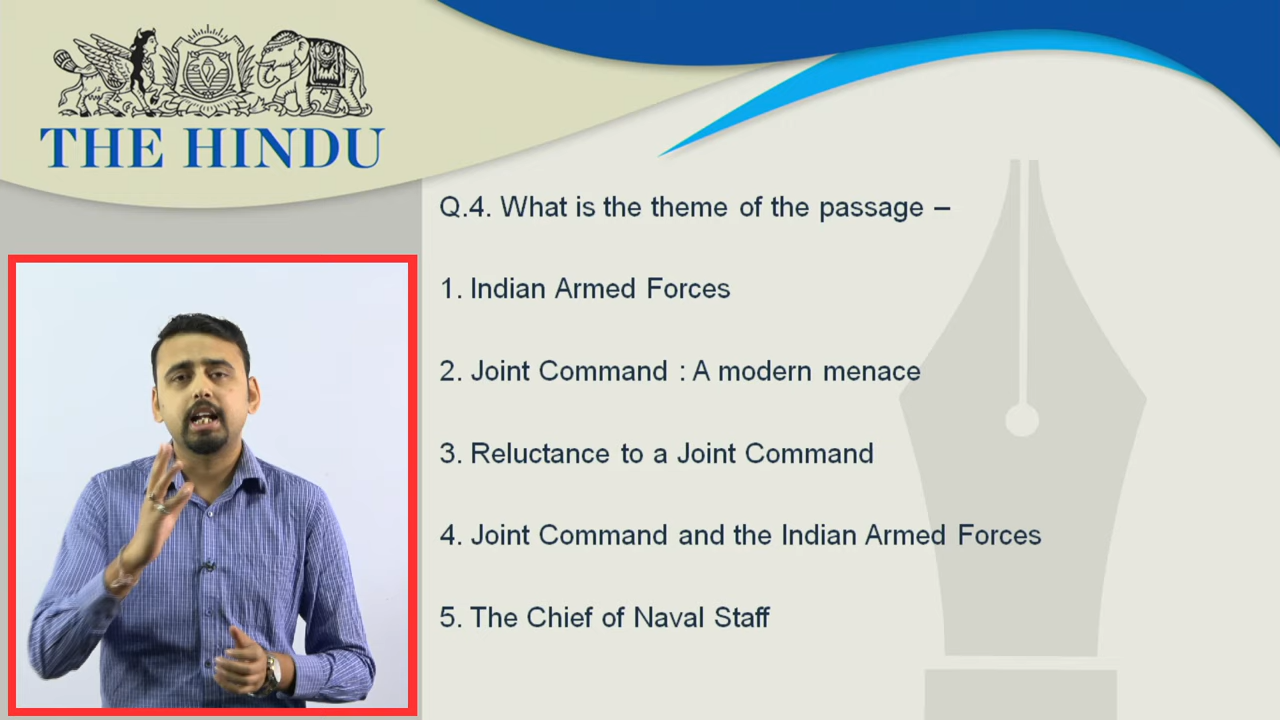 THE HINDU
Q.4. What is the theme of the passage –
1. Indian Armed Forces
2. Joint Command : A modern menace
3. Reluctance to a Joint Command
4. Joint Command and the Indian Armed Forces
5. The Chief of Naval Staff